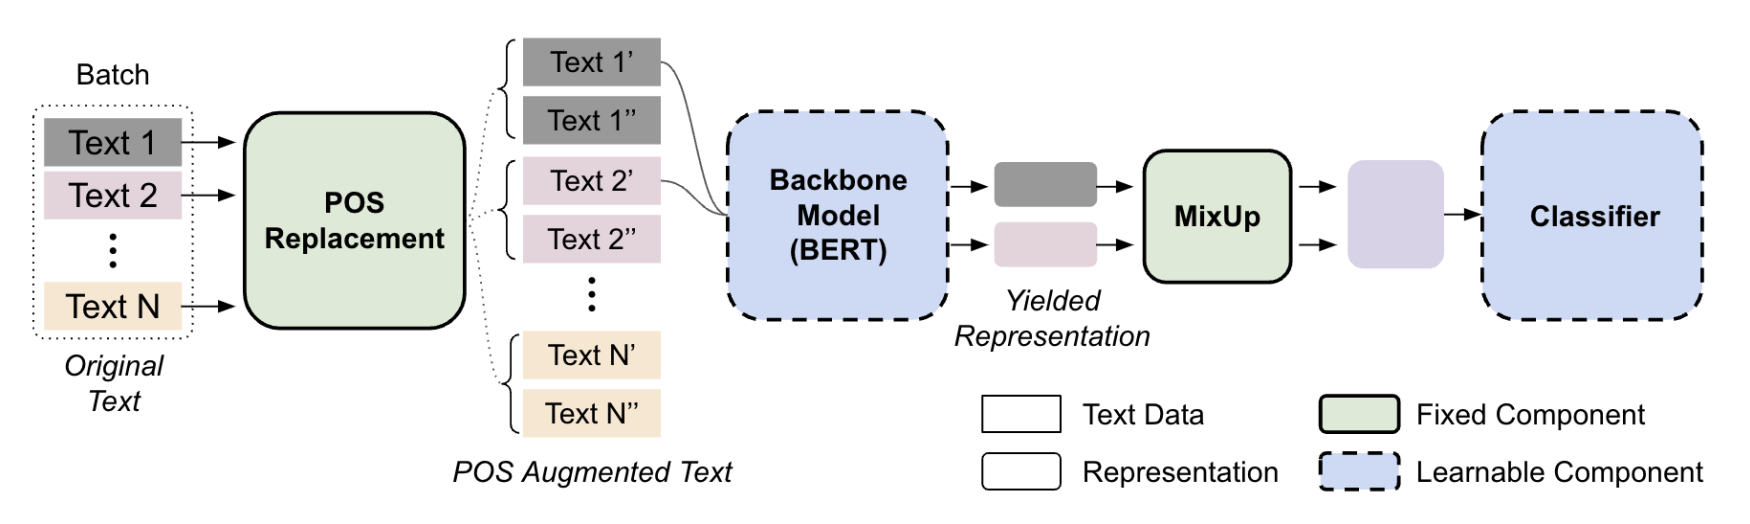 Batch
Text 1
Text 2
Text N
Original
Text
POS
Replacement
Text 1’
Text 1’’
Text 2’
Text 2’’
Text N’
Text N’’
POS Augmented Text
Backbone
Model
(BERT)
Yielded
Representation
MixUp
Classifier
Text Data
Representation
Fixed Component
Learnable Component